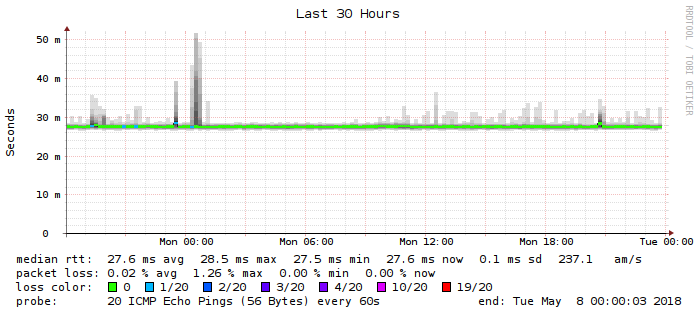 Last 30 Hours
RRDTOOL / TOBI OETIKER
Seconds
50 m
40 m
30 m
20 m
10 m
0
Mon 00:00 Mon 06:00 Mon 12:00 Mon 18:00 Tue 00:00
median rtt: 27.6 ms avg 28.5 ms max 27.5 ms min 27.6 ms now 0.1 ms sd 237.1 am/s
packet loss: 0.02 % avg 1.26 % max 0.00 % min 0.00 % now
loss color: 0 1/20 2/20 3/20 4/20 10/20 19/20
probe: 20 ICMP Echo Pings (56 Bytes) every 60s end: Tue May 8 00:00:03 2018